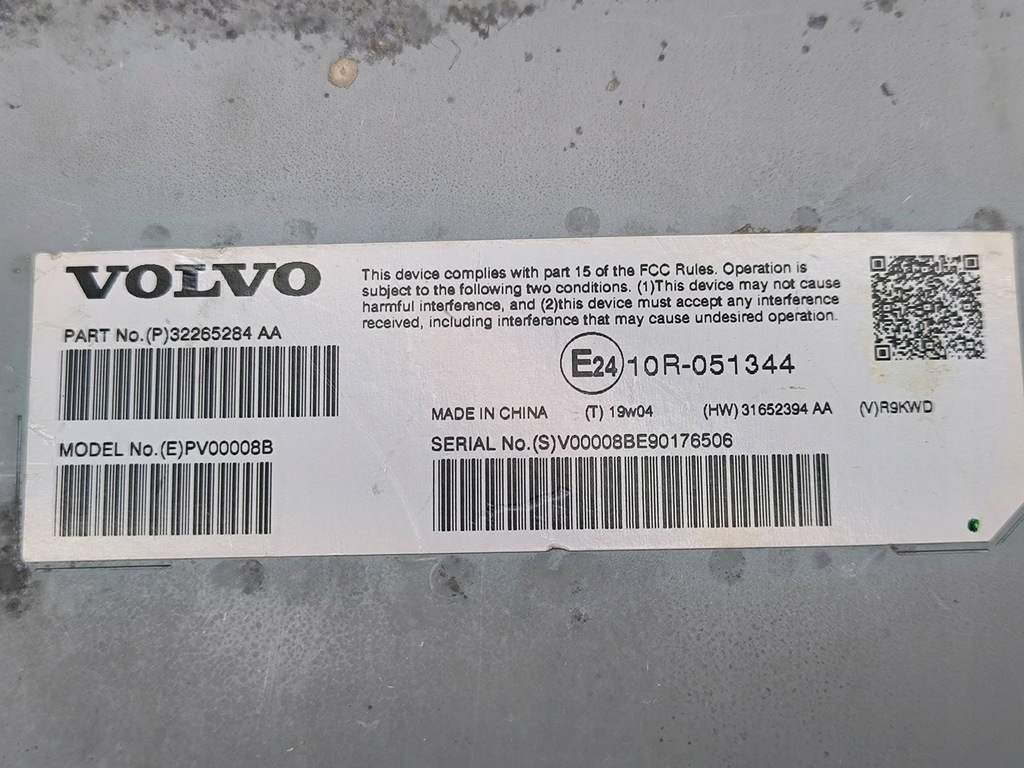 VOLVO
This device complies with part 15 of the FCC Rules. Operation is
subject to the following two conditions. (1)This device may not cause
harmful interference, and (2)this device must accept any interference
received, including interference that may cause undesired operation.
PART No.(P)32265284 AA
E24 10R-051344
MADE IN CHINA (T) 19w04 (HW) 31652394 AA (V)R9KWD
MODEL No.(E)PV00008B
SERIAL No.(S)V00008BE90176506